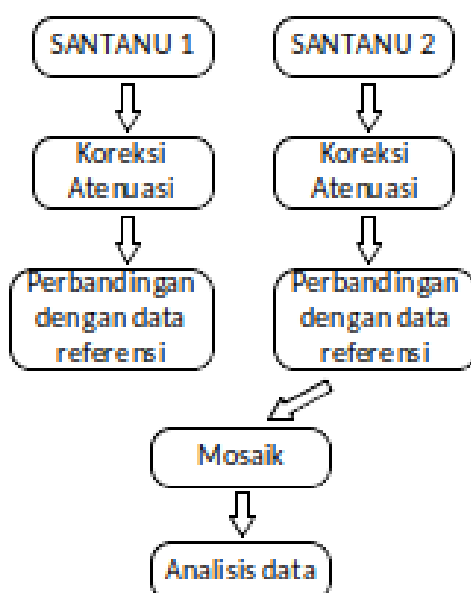 SANTANU 1
SANTANU 2
Koreksi
Atenuasi
Koreksi
Atenuasi
Perbandingan
dengan data
referensi
Perbandingan
dengan data
referensi
Mosaik
Analisis data